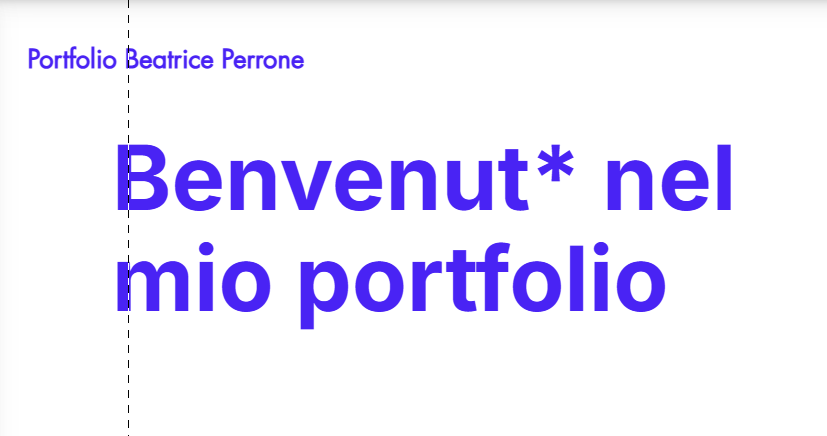 Portfolio Beatrice Perrone
Benvenut* nel
mio portfolio